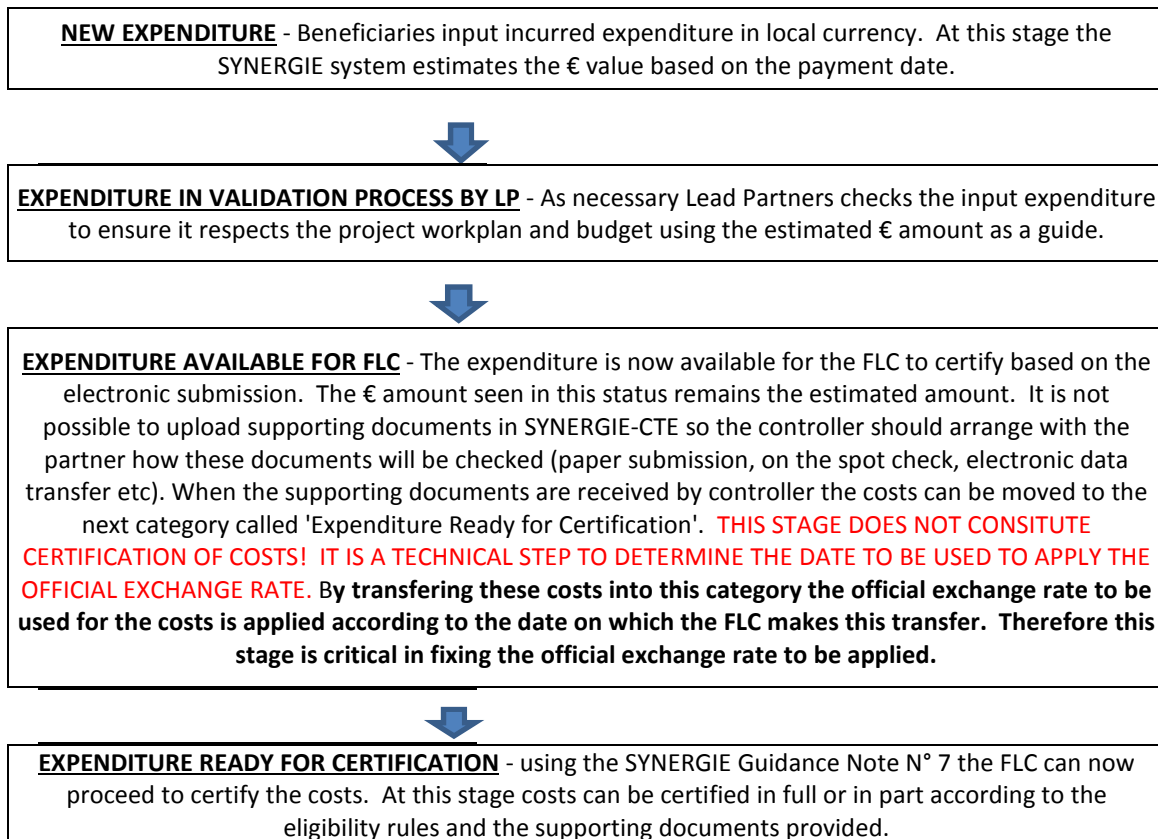 NEW EXPENDITURE - Beneficiaries input incurred expenditure in local currency.  At this stage the
SYNERGIE system estimates the € value based on the payment date.
EXPENDITURE IN VALIDATION PROCESS BY LP - As necessary Lead Partners checks the input expenditure
to ensure it respects the project workplan and budget using the estimated € amount as a guide.
EXPENDITURE AVAILABLE FOR FLC - The expenditure is now available for the FLC to certify based on the
electronic submission.  The € amount seen in this status remains the estimated amount.  It is not
possible to upload supporting documents in SYNERGIE-CTE so the controller should arrange with the
partner how these documents will be checked (paper submission, on the spot check, electronic data
transfer etc). When the supporting documents are received by controller the costs can be moved to the
next category called 'Expenditure Ready for Certification'.  THIS STAGE DOES NOT CONSITUTE
CERTIFICATION OF COSTS!  IT IS A TECHNICAL STEP TO DETERMINE THE DATE TO BE USED TO APPLY THE
OFFICIAL EXCHANGE RATE. By transfering these costs into this category the official exchange rate to be
used for the costs is applied according to the date on which the FLC makes this transfer.  Therefore this
stage is critical in fixing the official exchange rate to be applied.
EXPENDITURE READY FOR CERTIFICATION - using the SYNERGIE Guidance Note N° 7 the FLC can now
proceed to certify the costs.  At this stage costs can be certified in full or in part according to the
eligibility rules and the supporting documents provided.